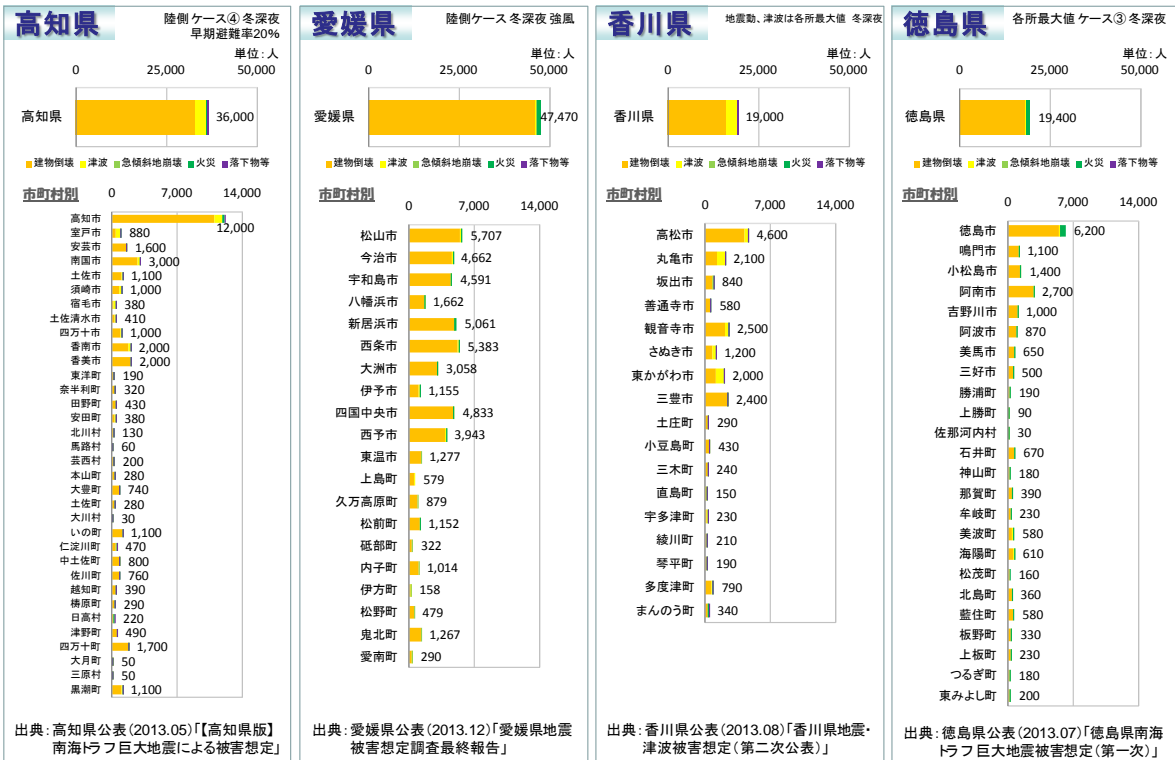 高知県
陸側 ケース④ 冬深夜
早期避難率20%
単位：人
0 25,000 50,000
高知県 36,000
建物倒壊 津波 急傾斜地崩壊 火災 落下物等
市町村別
0 7,000 14,000
高知市 12,000
室戸市 880
安芸市 1,600
南国市 3,000
土佐市 1,100
須崎市 1,000
宿毛市 380
土佐清水市 410
四万十市 1,000
香南市 2,000
香美市 2,000
東洋町 190
奈半利町 320
田野町 430
安田町 380
北川村 130
馬路村 60
芸西村 200
本山町 280
大豊町 740
土佐町 280
大川村 30
いの町 1,100
仁淀川町 470
中土佐町 800
佐川町 760
越知町 390
梼原町 290
日高村 220
津野町 490
四万十町 1,700
大月町 50
三原村 50
黒潮町 1,100
出典：高知県公表（2013.05）「【高知県版】
南海トラフ巨大地震による被害想定」
愛媛県
陸側ケース 冬深夜 強風
単位：人
0 25,000 50,000
愛媛県 47,470
建物倒壊 津波 急傾斜地崩壊 火災 落下物等
市町村別
0 7,000 14,000
松山市 5,707
今治市 4,662
宇和島市 4,591
八幡浜市 1,662
新居浜市 5,061
西条市 5,383
大洲市 3,058
伊予市 1,155
四国中央市 4,833
西予市 3,943
東温市 1,277
上島町 579
久万高原町 879
松前町 1,152
砥部町 322
内子町 1,014
伊方町 158
松野町 479
鬼北町 1,267
愛南町 290
出典：愛媛県公表（2013.12）「愛媛県地震
被害想定調査最終報告」
香川県
地震動、津波は各所最大値 冬深夜
単位：人
0 25,000 50,000
香川県 19,000
建物倒壊 津波 急傾斜地崩壊 火災 落下物等
市町村別
0 7,000 14,000
高松市 4,600
丸亀市 2,100
坂出市 840
善通寺市 580
観音寺市 2,500
さぬき市 1,200
東かがわ市 2,000
三豊市 2,400
土庄町 290
小豆島町 430
三木町 240
直島町 150
宇多津町 230
綾川町 210
琴平町 190
多度津町 790
まんのう町 340
出典：香川県公表（2013.08）「香川県地震・
津波被害想定（第二次公表）」
徳島県
各所最大値 ケース③ 冬深夜
単位：人
0 25,000 50,000
徳島県 19,400
建物倒壊 津波 急傾斜地崩壊 火災 落下物等
市町村別
0 7,000 14,000
徳島市 6,200
鳴門市 1,100
小松島市 1,400
阿南市 2,700
吉野川市 1,000
阿波市 870
美馬市 650
三好市 500
勝浦町 190
上勝町 90
佐那河内村 30
石井町 670
神山町 180
那賀町 390
牟岐町 230
美波町 580
海陽町 610
松茂町 160
北島町 360
藍住町 580
板野町 330
上板町 230
つるぎ町 180
東みよし町 200
出典：徳島県公表（2013.07）「徳島県南海
トラフ巨大地震被害想定（第一次）」